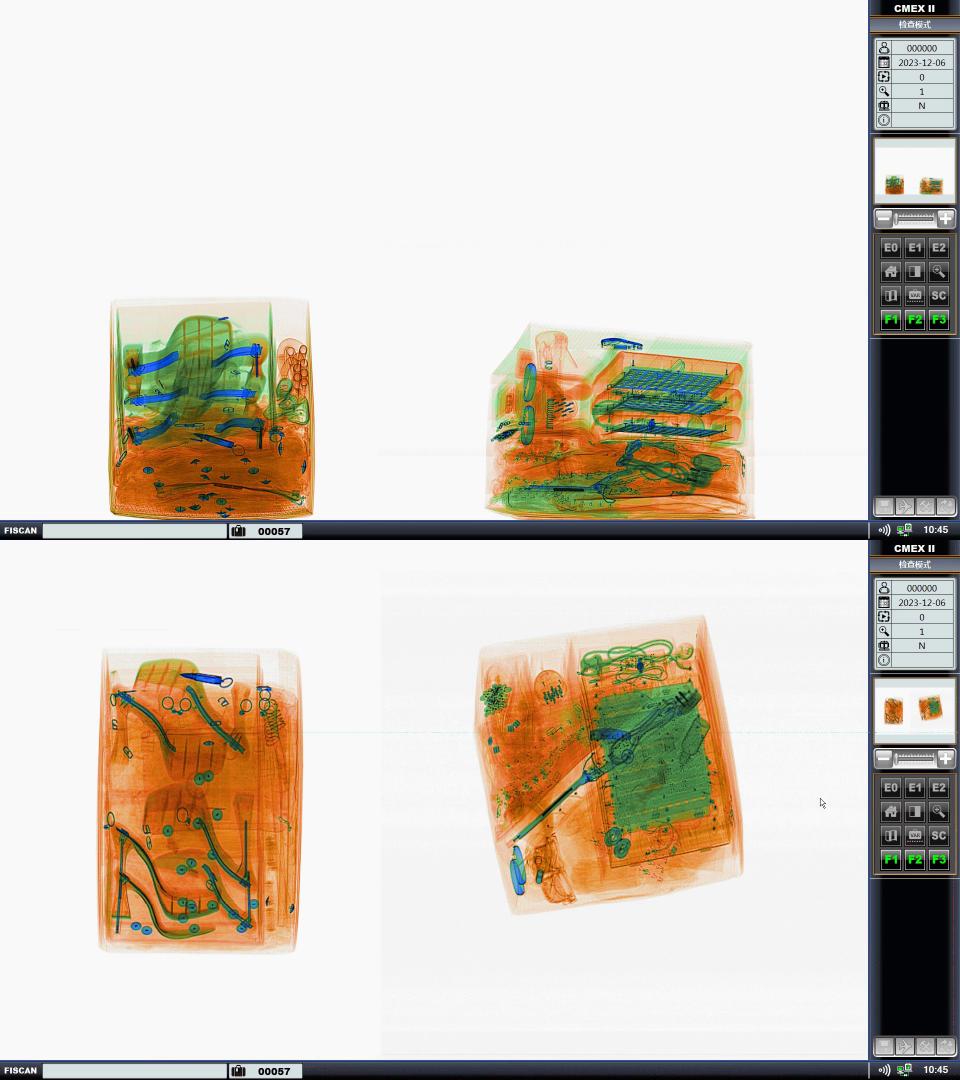 CMEX II
检查模式
000000
2023-12-06
0
1
N
E0 E1 E2
SC
F1 F2 F3
FISCAN
00057
10:45
CMEX II
检查模式
000000
2023-12-06
0
1
N
E0 E1 E2
SC
F1 F2 F3
FISCAN
00057
10:45